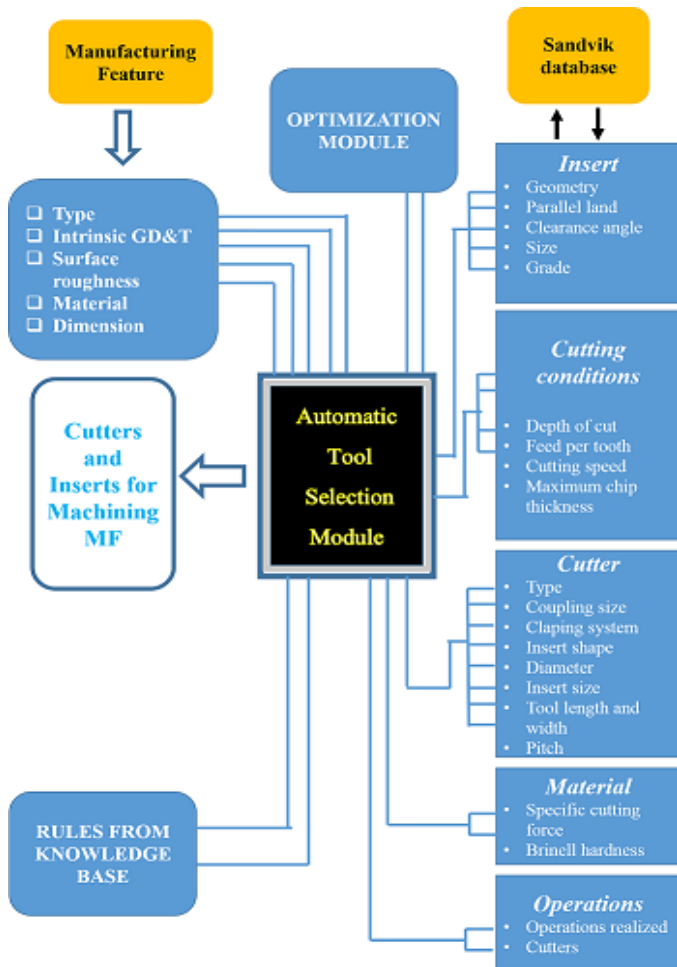 Manufacturing
Feature
Sandvik
database
OPTIMIZATION
MODULE
Type
Intrinsic GD&T
Surface
roughness
Material
Dimension
Insert
Geometry
Parallel land
Clearance angle
Size
Grade
Cutting
conditions
Depth of cut
Feed per tooth
Cutting speed
Maximum chip
thickness
Cutters
and
Inserts for
Machining
MF
Automatic
Tool
Selection
Module
Cutter
Type
Coupling size
Claping system
Insert shape
Diameter
Insert size
Tool length and
width
Pitch
Material
Specific cutting
force
Brinell hardness
RULES FROM
KNOWLEDGE
BASE
Operations
Operations realized
Cutters